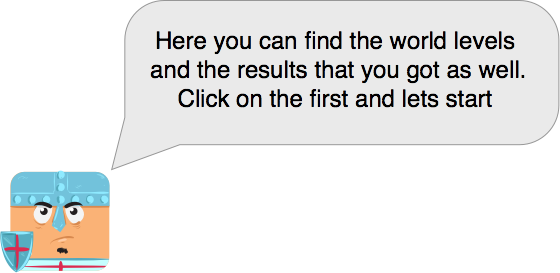 Here you can find the world levels
and the results that you got as well.
Click on the first and lets start